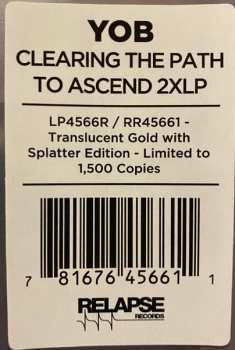 YOB
CLEARING THE PATH
TO ASCEND 2XLP
LP4566R / RR45661 -
Translucent Gold with
Splatter Edition - Limited to
1,500 Copies
7 81676 45661 1
RELAPSE
RECORDS